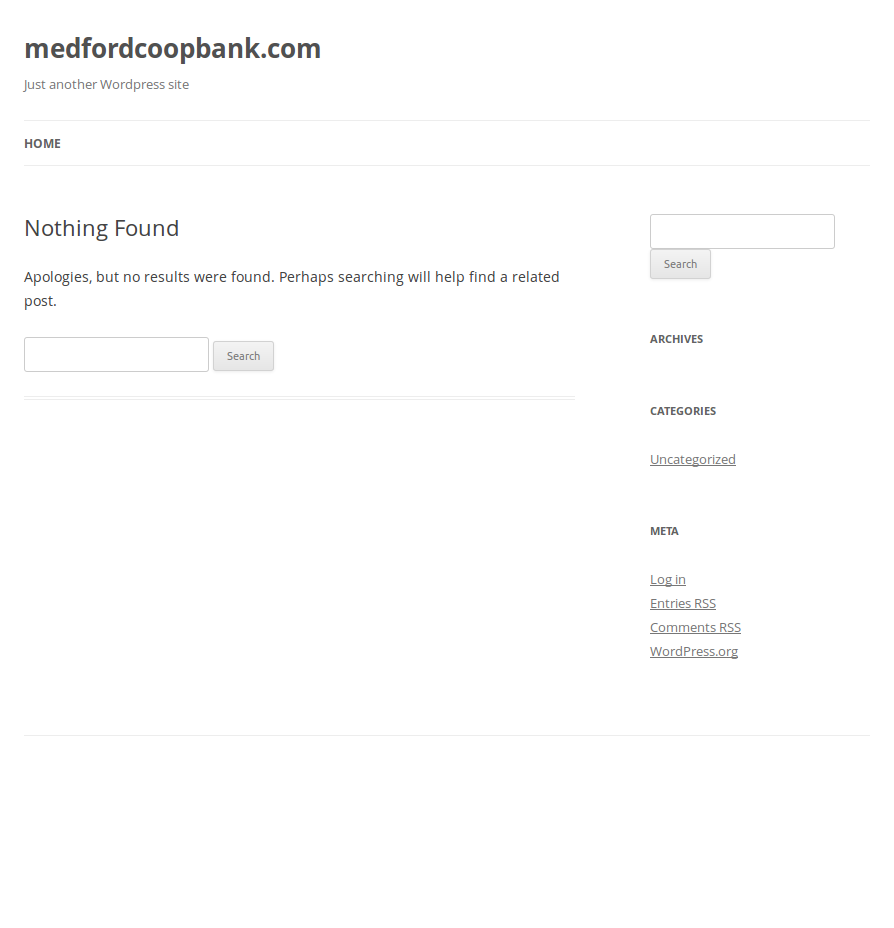 medfordcoopbank.com
Just another Wordpress site
HOME
Nothing Found
Apologies, but no results were found. Perhaps searching will help find a related
post.
Search
Search
ARCHIVES
CATEGORIES
Uncategorized
META
Log in
Entries RSS
Comments RSS
WordPress.org